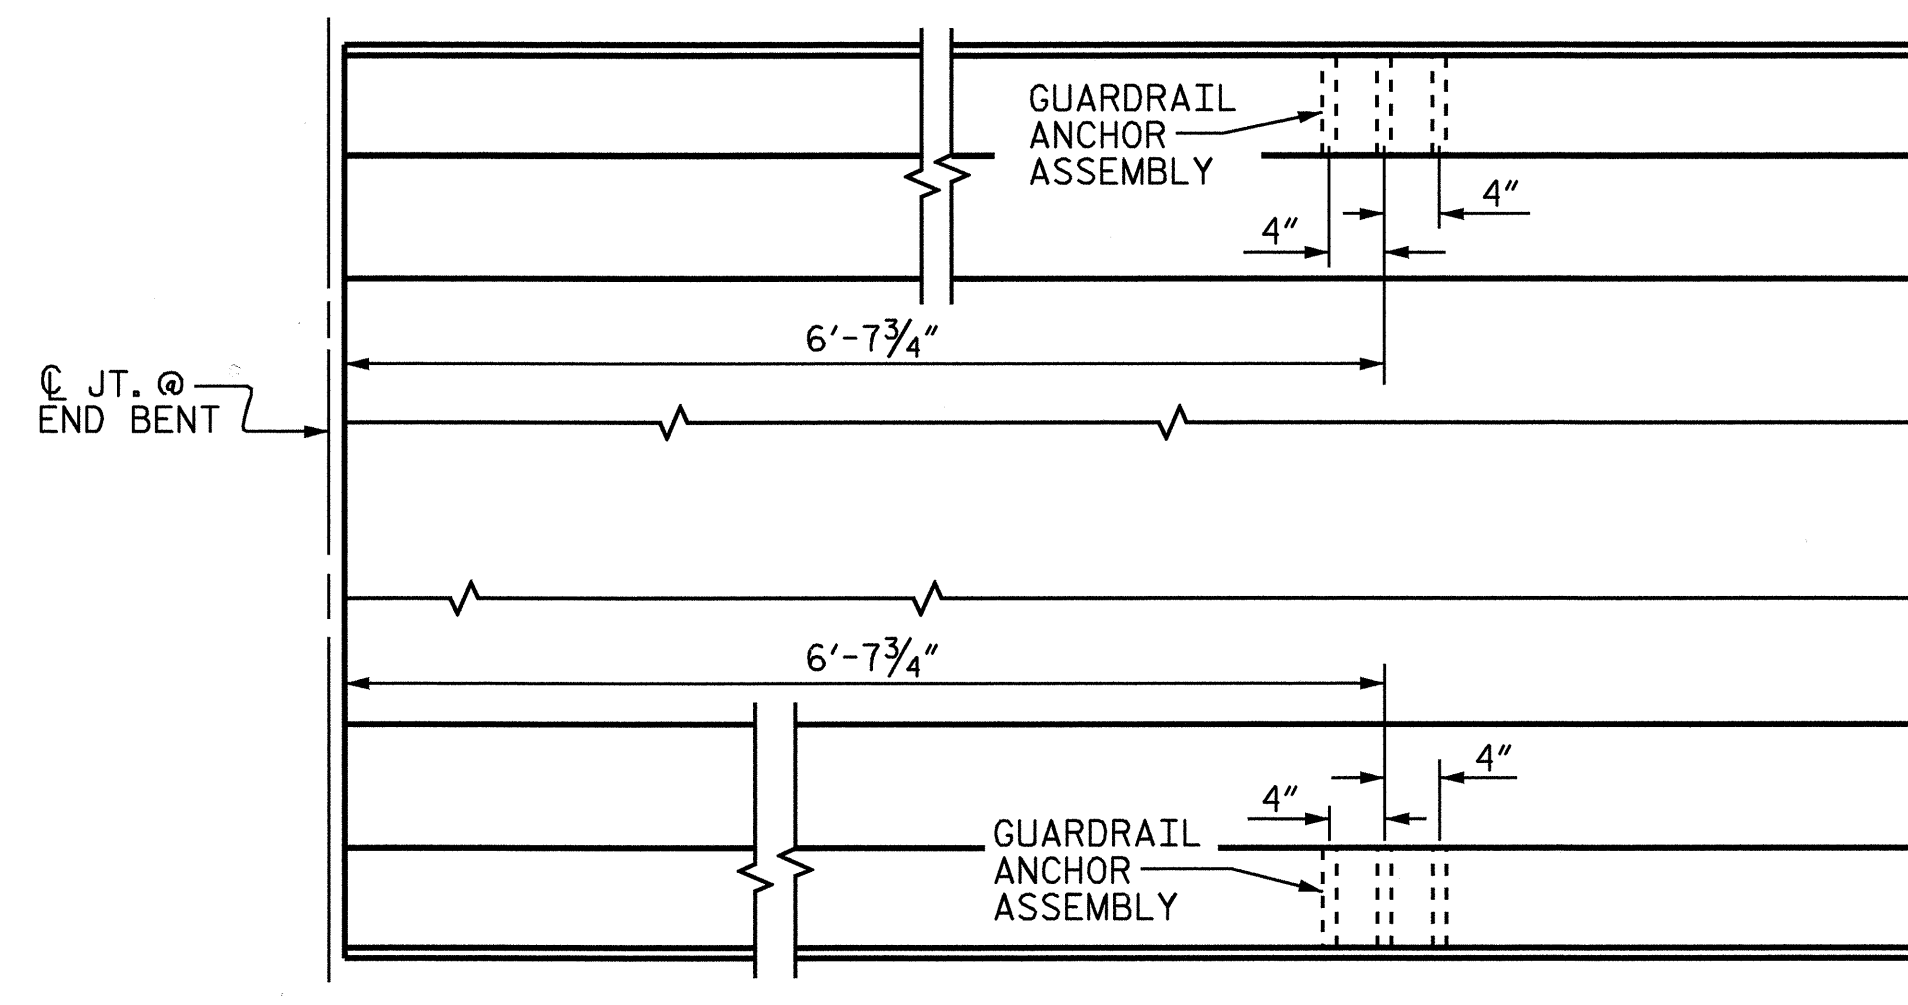 GUARDRAIL
ANCHOR
ASSEMBLY
4"
4"
6'-7¾"
℄ JT. @
END BENT
6'-7¾"
4"
4"
GUARDRAIL
ANCHOR
ASSEMBLY